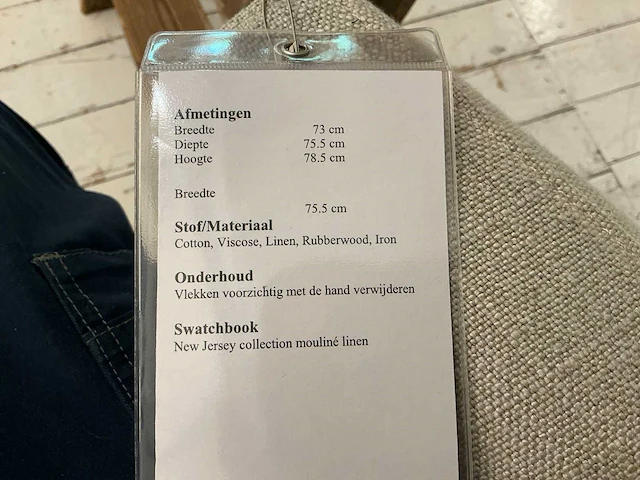 Afmetingen
Breedte 73 cm
Diepte 75.5 cm
Hoogte 78.5 cm
Breedte
75.5 cm
Stof/Materiaal
Cotton, Viscose, Linen, Rubberwood, Iron
Onderhoud
Vlekken voorzichtig met de hand verwijderen
Swatchbook
New Jersey collection mouliné linen